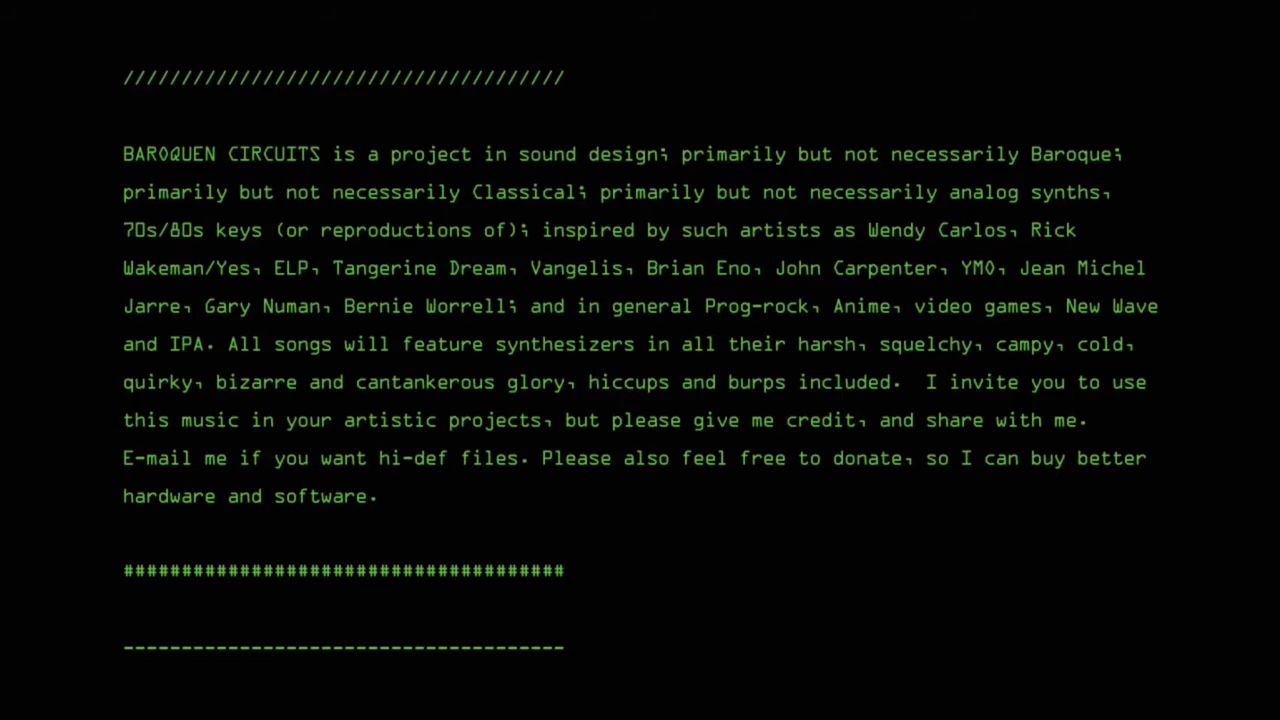 //////////////////////////////////////
BAROQUEN CIRCUITS is a project in sound design; primarily but not necessarily Baroque;
primarily but not necessarily Classical; primarily but not necessarily analog synths,
70s/80s keys (or reproductions of); inspired by such artists as Wendy Carlos, Rick
Wakeman/Yes, ELP, Tangerine Dream, Vangelis, Brian Eno, John Carpenter, YMO, Jean Michel
Jarre, Gary Numan, Bernie Worrell; and in general Prog-rock, Anime, video games, New Wave
and IPA. All songs will feature synthesizers in all their harsh, squelchy, campy, cold,
quirky, bizarre and cantankerous glory, hiccups and burps included.  I invite you to use
this music in your artistic projects, but please give me credit, and share with me.
E-mail me if you want hi-def files. Please also feel free to donate, so I can buy better
hardware and software.
######################################
--------------------------------------